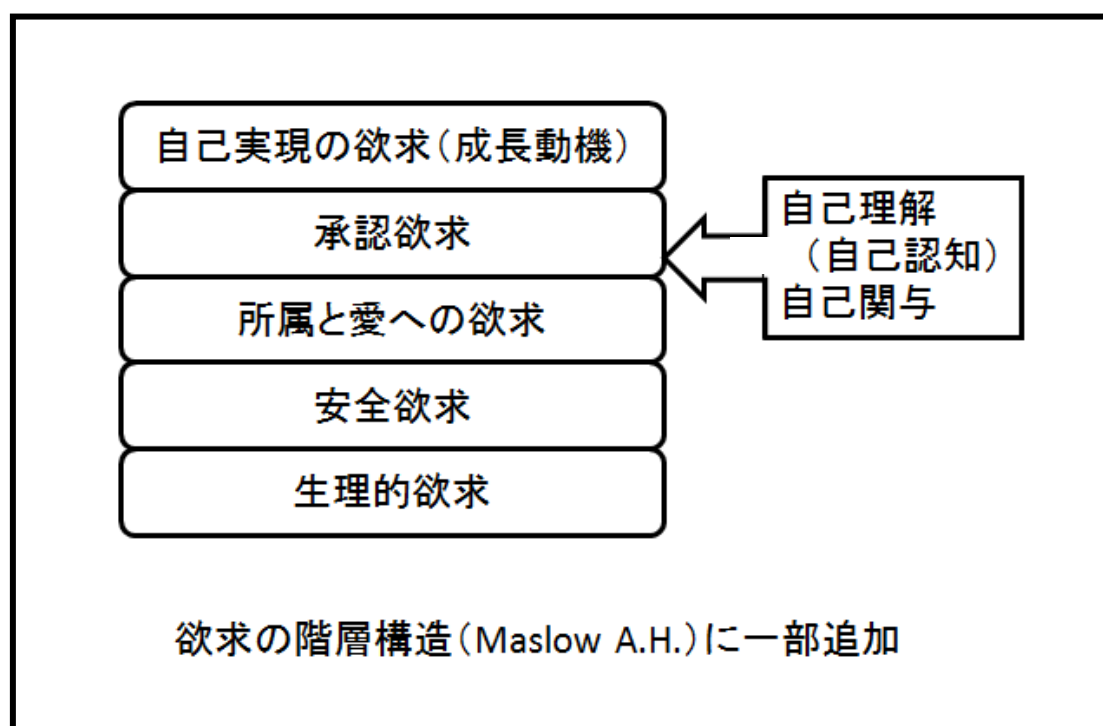 自己実現の欲求（成長動機）
承認欲求
所属と愛への欲求
安全欲求
生理的欲求
自己理解
（自己認知）
自己関与
欲求の階層構造（Maslow A.H.）に一部追加